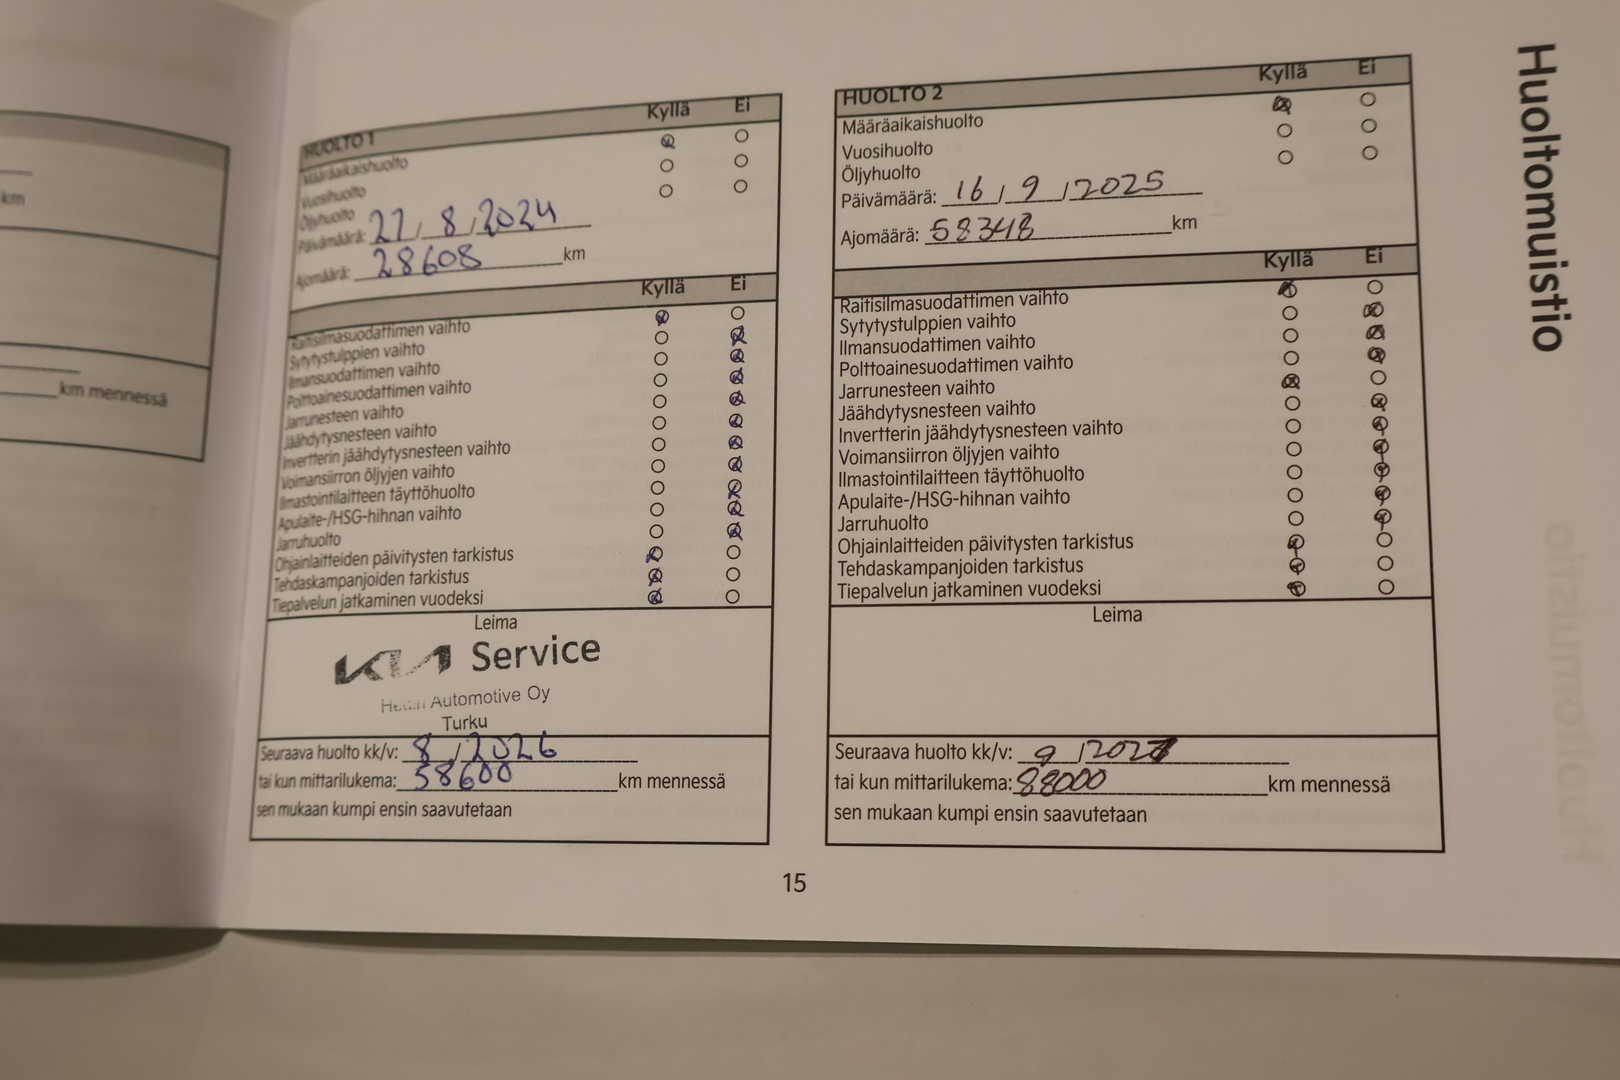 km
km mennessä
HUOLTO 1 Kyllä Ei
Määräaikaishuolto
Vuosihuolto
Öljyhuolto
Päivämäärä: 27/8/2024
Ajomäärä: 28608 km
Kyllä Ei
Raitisilmasuodattimen vaihto
Sytytystulppien vaihto
Ilmansuodattimen vaihto
Polttoainesuodattimen vaihto
Jarrunesteen vaihto
Jäähdytysnesteen vaihto
Invertterin jäähdytysnesteen vaihto
Voimansiirron öljyjen vaihto
Ilmastointilaitteen täyttöhuolto
Apulaite-/HSG-hihnan vaihto
Jarruhuolto
Ohjainlaitteiden päivitysten tarkistus
Tehdaskampanjoiden tarkistus
Tiepalvelun jatkaminen vuodeksi
Leima
KIA Service
Hedin Automotive Oy
Turku
Seuraava huolto kk/v: 8/2026
tai kun mittarilukema: 58600 km mennessä
sen mukaan kumpi ensin saavutetaan
HUOLTO 2 Kyllä Ei
Määräaikaishuolto
Vuosihuolto
Öljyhuolto
Päivämäärä: 16/9/2025
Ajomäärä: 58348 km
Kyllä Ei
Raitisilmasuodattimen vaihto
Sytytystulppien vaihto
Ilmansuodattimen vaihto
Polttoainesuodattimen vaihto
Jarrunesteen vaihto
Jäähdytysnesteen vaihto
Invertterin jäähdytysnesteen vaihto
Voimansiirron öljyjen vaihto
Ilmastointilaitteen täyttöhuolto
Apulaite-/HSG-hihnan vaihto
Jarruhuolto
Ohjainlaitteiden päivitysten tarkistus
Tehdaskampanjoiden tarkistus
Tiepalvelun jatkaminen vuodeksi
Leima
Seuraava huolto kk/v: 9/2027
tai kun mittarilukema: 88000 km mennessä
sen mukaan kumpi ensin saavutetaan
15
Huoltomuistio